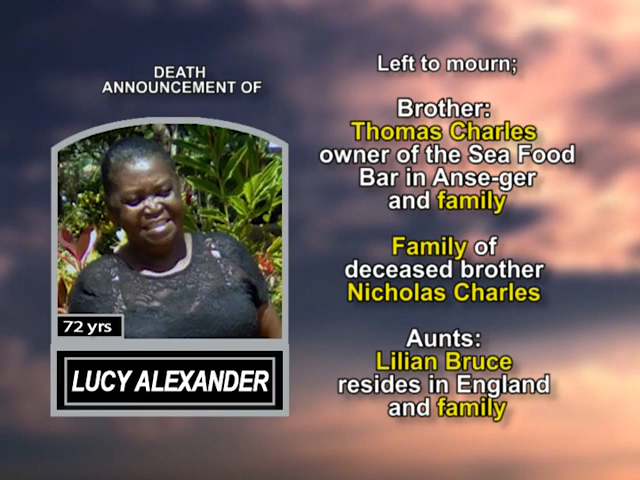 DEATH
ANNOUNCEMENT OF
72 yrs
LUCY ALEXANDER
Left to mourn;
Brother:
Thomas Charles
owner of the Sea Food
Bar in Anse-ger
and family
Family of
deceased brother
Nicholas Charles
Aunts:
Lilian Bruce
resides in England
and family